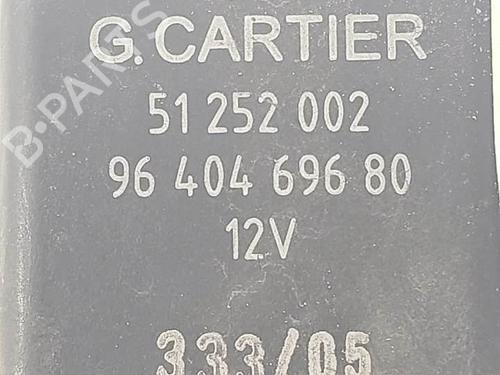 G.CARTIER
51 252 002
96 404 696 80
12V
333/05
B-PARTS